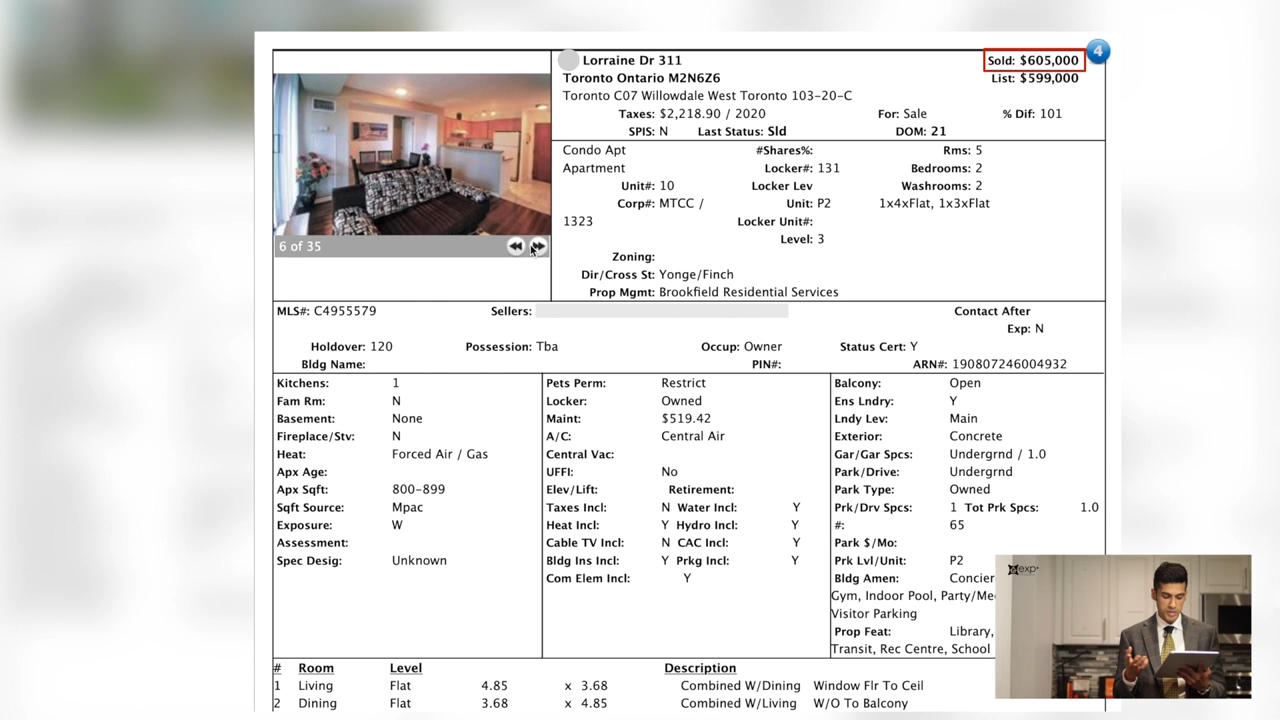 4
Lorraine Dr 311
Sold: $605,000
Toronto Ontario M2N6Z6
List: $599,000
Toronto C07 Willowdale West Toronto 103-20-C
Taxes: $2,218.90 / 2020 For: Sale % Dif: 101
SPIS: N Last Status: Sld DOM: 21
Condo Apt #Shares%: Rms: 5
Apartment Locker#: 131 Bedrooms: 2
Unit#: 10 Locker Lev Washrooms: 2
Corp#: MTCC / Unit: P2 1x4xFlat, 1x3xFlat
1323 Locker Unit#:
Level: 3
6 of 35
Zoning:
Dir/Cross St: Yonge/Finch
Prop Mgmt: Brookfield Residential Services
MLS#: C4955579 Sellers: Contact After
Exp: N
Holdover: 120 Possession: Tba Occup: Owner Status Cert: Y
Bldg Name: PIN#: ARN#: 190807246004932
Kitchens: 1 Pets Perm: Restrict Balcony: Open
Fam Rm: N Locker: Owned Ens Lndry: Y
Basement: None Maint: $519.42 Lndy Lev: Main
Fireplace/Stv: N A/C: Central Air Exterior: Concrete
Heat: Forced Air / Gas Central Vac: Gar/Gar Spcs: Undergrnd / 1.0
Apx Age: UFFI: No Park/Drive: Undergrnd
Apx Sqft: 800-899 Elev/Lift: Retirement: Park Type: Owned
Sqft Source: Mpac Taxes Incl: N Water Incl: Y Prk/Drv Spcs: 1 Tot Prk Spcs: 1.0
Exposure: W Heat Incl: Y Hydro Incl: Y #: 65
Assessment: Cable TV Incl: N CAC Incl: Y Park $/Mo:
Spec Desig: Unknown Bldg Ins Incl: Y Prkg Incl: Y Prk Lvl/Unit: P2
Com Elem Incl: Y Bldg Amen: Concier
Gym, Indoor Pool, Party/Me
Visitor Parking
Prop Feat: Library,
Transit, Rec Centre, School
# Room Level Description
1 Living Flat 4.85 x 3.68 Combined W/Dining Window Flr To Ceil
2 Dining Flat 3.68 x 4.85 Combined W/Living W/O To Balcony
exp